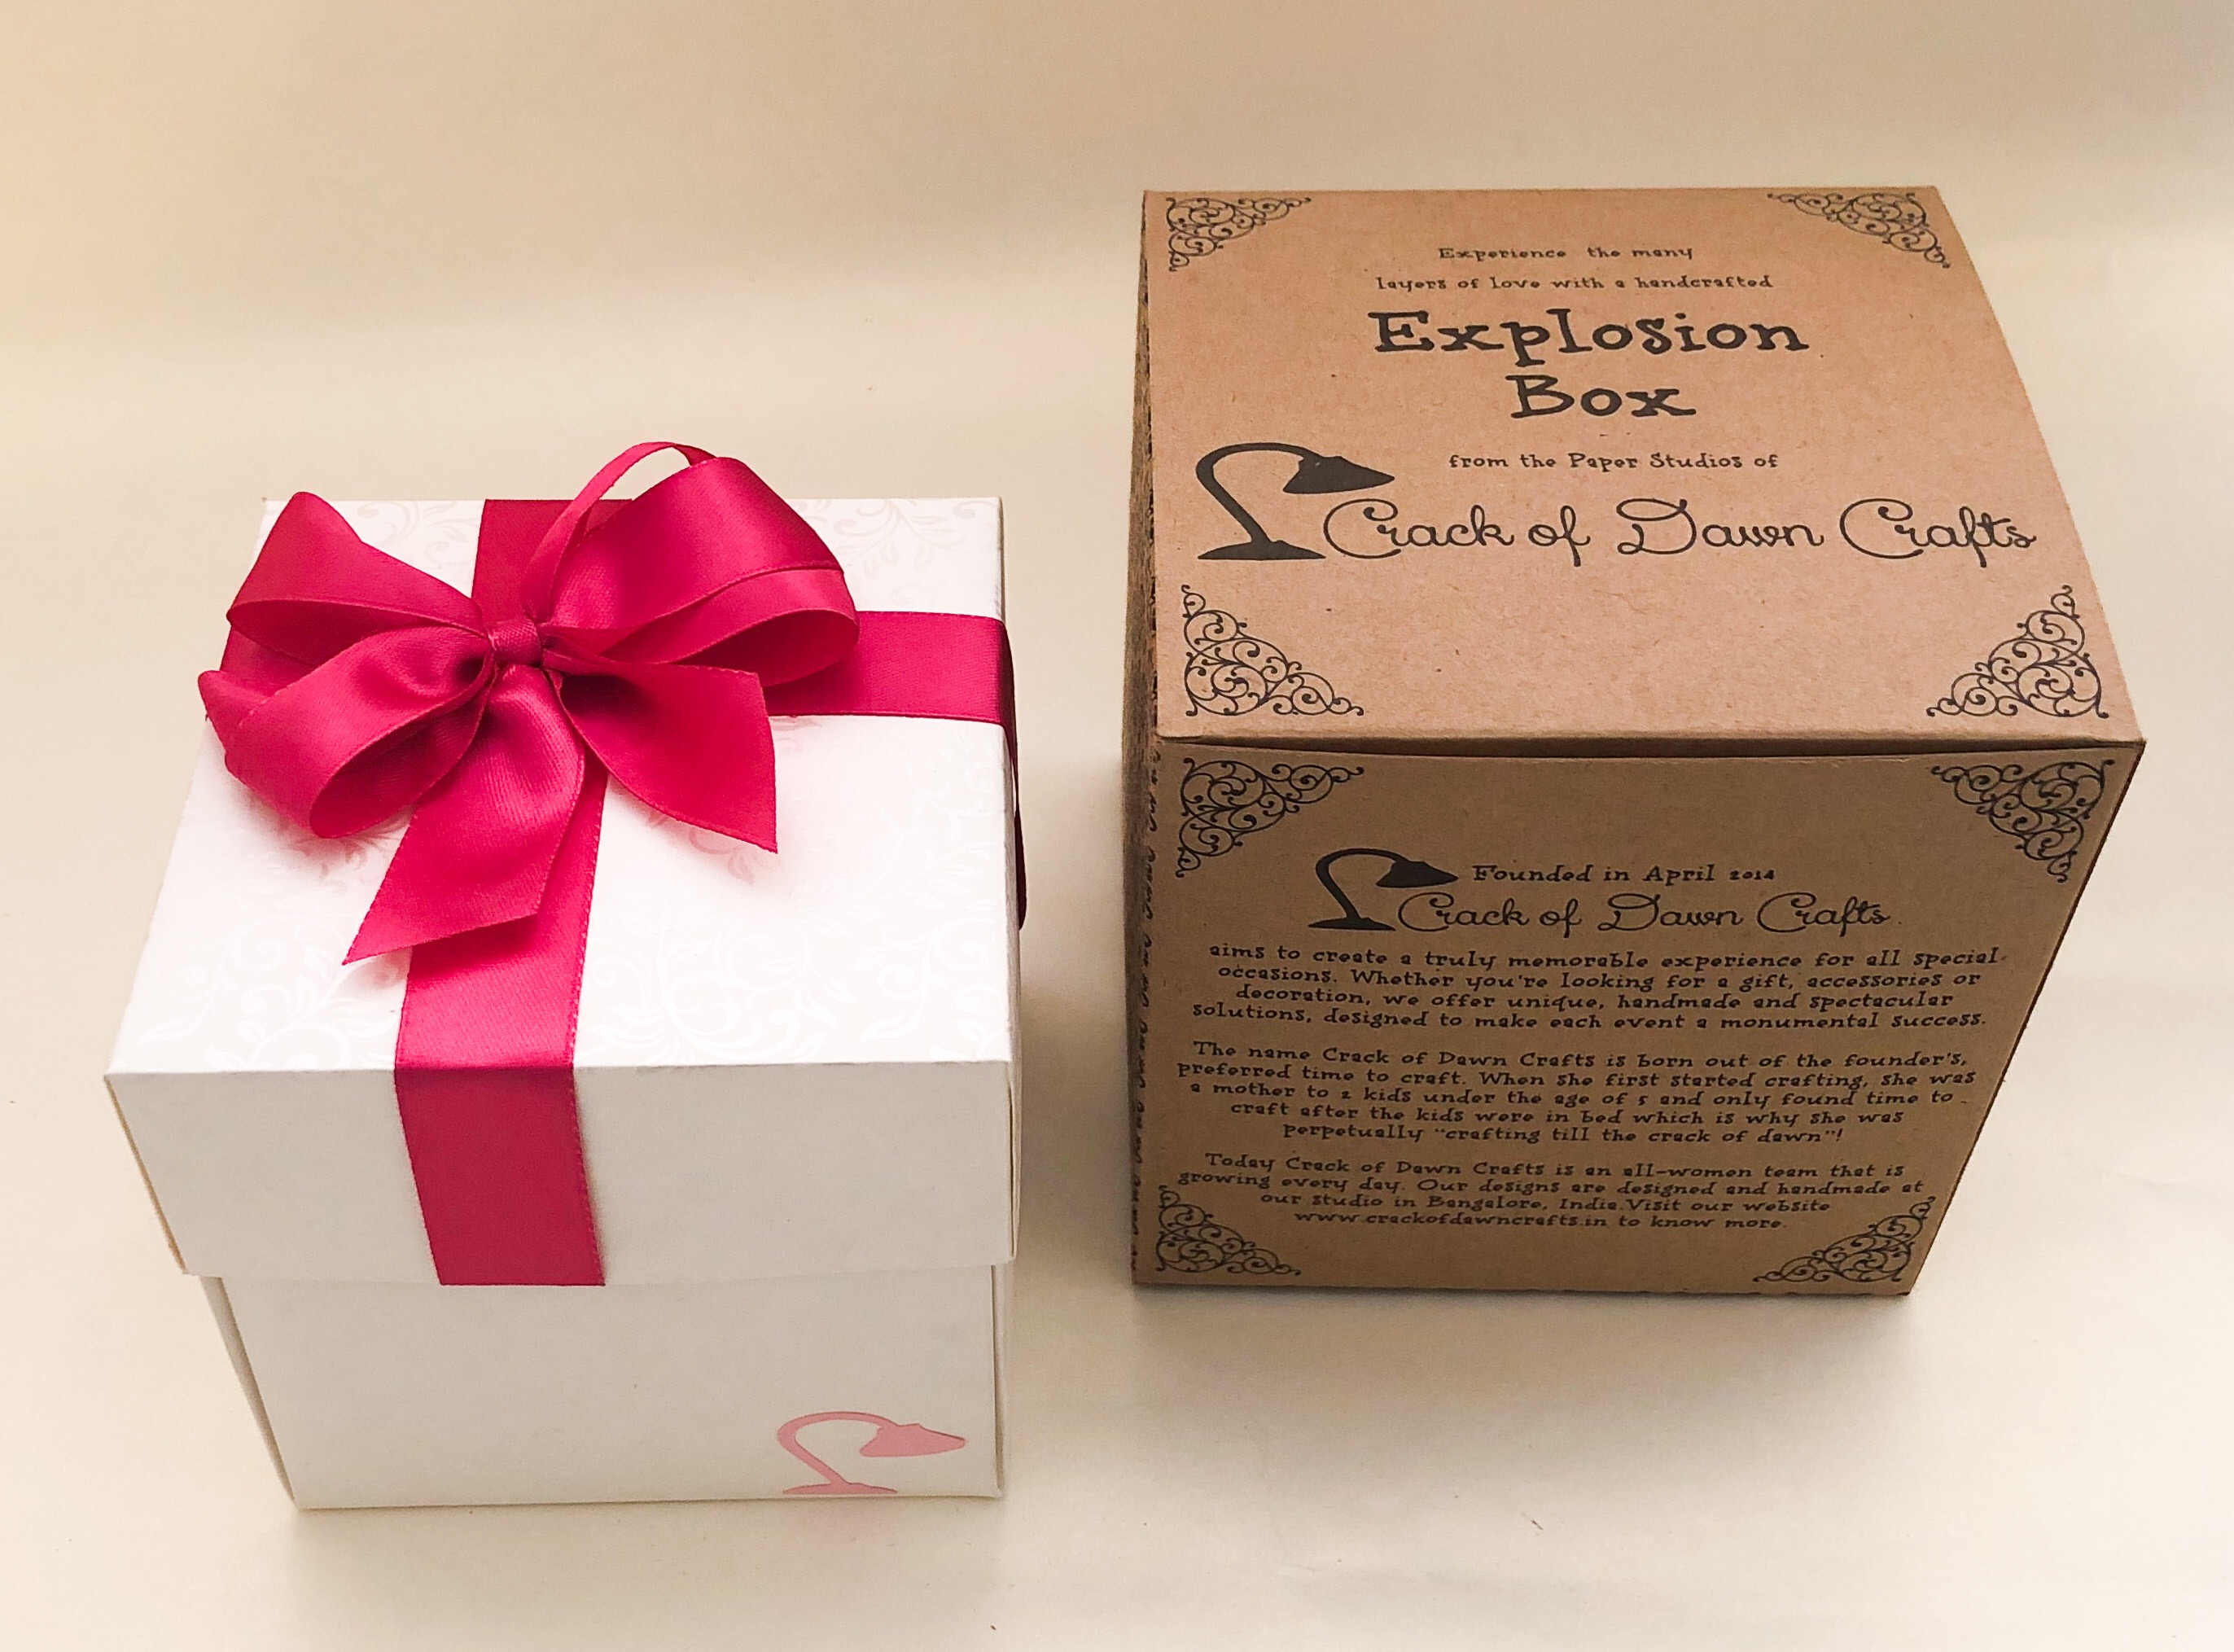 Experience the many
layers of love with a handcrafted
Explosion
Box
from the Paper Studios of
Crack of Dawn Crafts
Founded in April 2014
Crack of Dawn Crafts
aims to create a truly memorable experience for all special
occasions. Whether you're looking for a gift, accessories or
decoration, we offer unique, handmade and spectacular
solutions, designed to make each event a monumental success.
The name Crack of Dawn Crafts is born out of the founder's,
preferred time to craft. When she first started crafting, she was
a mother to 2 kids under the age of 5 and only found time to
craft after the kids were in bed which is why she was
perpetually "crafting till the crack of dawn"!
Today Crack of Dawn Crafts is an all-women team that is
growing every day. Our designs are designed and handmade at
our studio in Bangalore, India.Visit our website
www.crackofdawncrafts.in to know more.